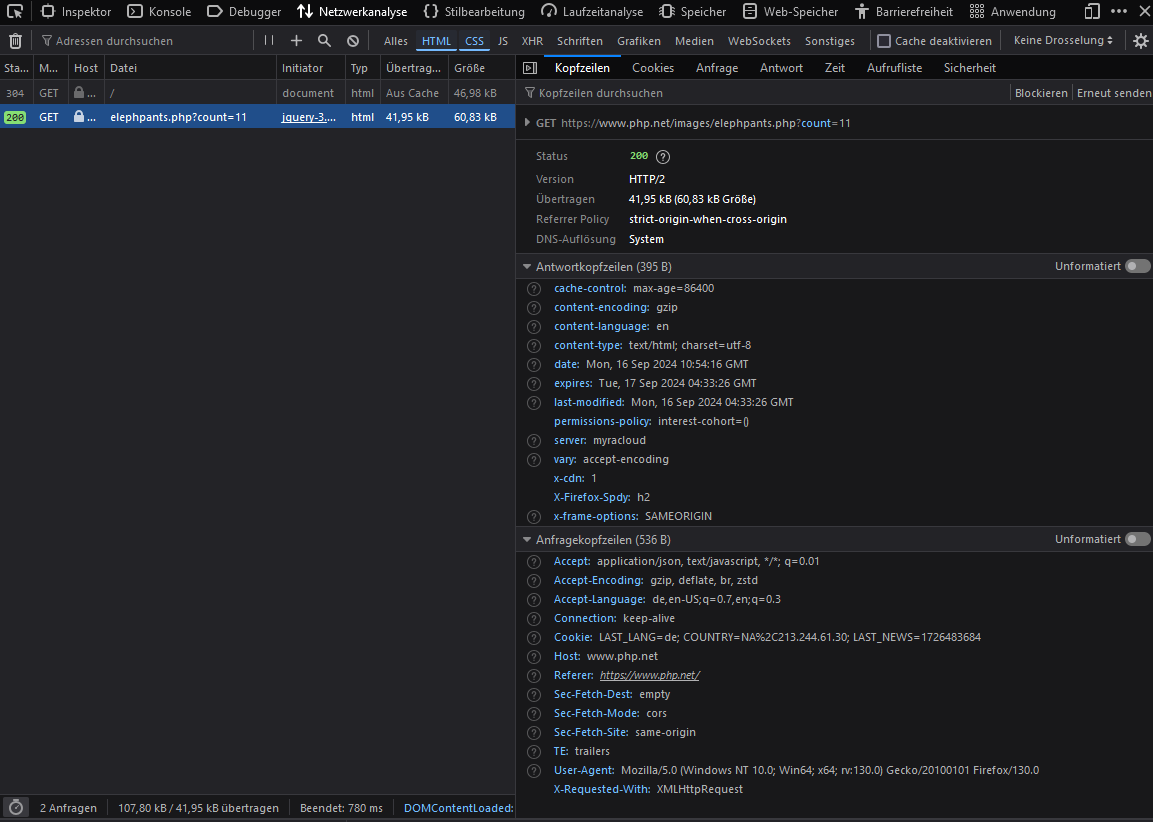 Inspektor Konsole Debugger Netzwerkanalyse Stilbearbeitung Laufzeitanalyse Speicher Web-Speicher Barrierefreiheit Anwendung
Adressen durchsuchen Alles HTML CSS JS XHR Schriften Grafiken Medien WebSockets Sonstiges Cache deaktivieren Keine Drosselung
Sta... M... Host Datei Initiator Typ Übertrag... Größe
304 GET ... / document html Aus Cache 46,98 kB
200 GET ... elephpants.php?count=11 jquery-3.... html 41,95 kB 60,83 kB
Kopfzeilen Cookies Anfrage Antwort Zeit Aufrufliste Sicherheit
Kopfzeilen durchsuchen Blockieren Erneut senden
GET https://www.php.net/images/elephpants.php?count=11
Status 200
Version HTTP/2
Übertragen 41,95 kB (60,83 kB Größe)
Referrer Policy strict-origin-when-cross-origin
DNS-Auflösung System
Antwortkopfzeilen (395 B) Unformatiert
cache-control: max-age=86400
content-encoding: gzip
content-language: en
content-type: text/html; charset=utf-8
date: Mon, 16 Sep 2024 10:54:16 GMT
expires: Tue, 17 Sep 2024 04:33:26 GMT
last-modified: Mon, 16 Sep 2024 04:33:26 GMT
permissions-policy: interest-cohort=()
server: myracloud
vary: accept-encoding
x-cdn: 1
X-Firefox-Spdy: h2
x-frame-options: SAMEORIGIN
Anfragekopfzeilen (536 B) Unformatiert
Accept: application/json, text/javascript, */*; q=0.01
Accept-Encoding: gzip, deflate, br, zstd
Accept-Language: de,en-US;q=0.7,en;q=0.3
Connection: keep-alive
Cookie: LAST_LANG=de; COUNTRY=NA%2C213.244.61.30; LAST_NEWS=1726483684
Host: www.php.net
Referer: https://www.php.net/
Sec-Fetch-Dest: empty
Sec-Fetch-Mode: cors
Sec-Fetch-Site: same-origin
TE: trailers
User-Agent: Mozilla/5.0 (Windows NT 10.0; Win64; x64; rv:130.0) Gecko/20100101 Firefox/130.0
X-Requested-With: XMLHttpRequest
2 Anfragen 107,80 kB / 41,95 kB übertragen Beendet: 780 ms DOMContentLoaded: